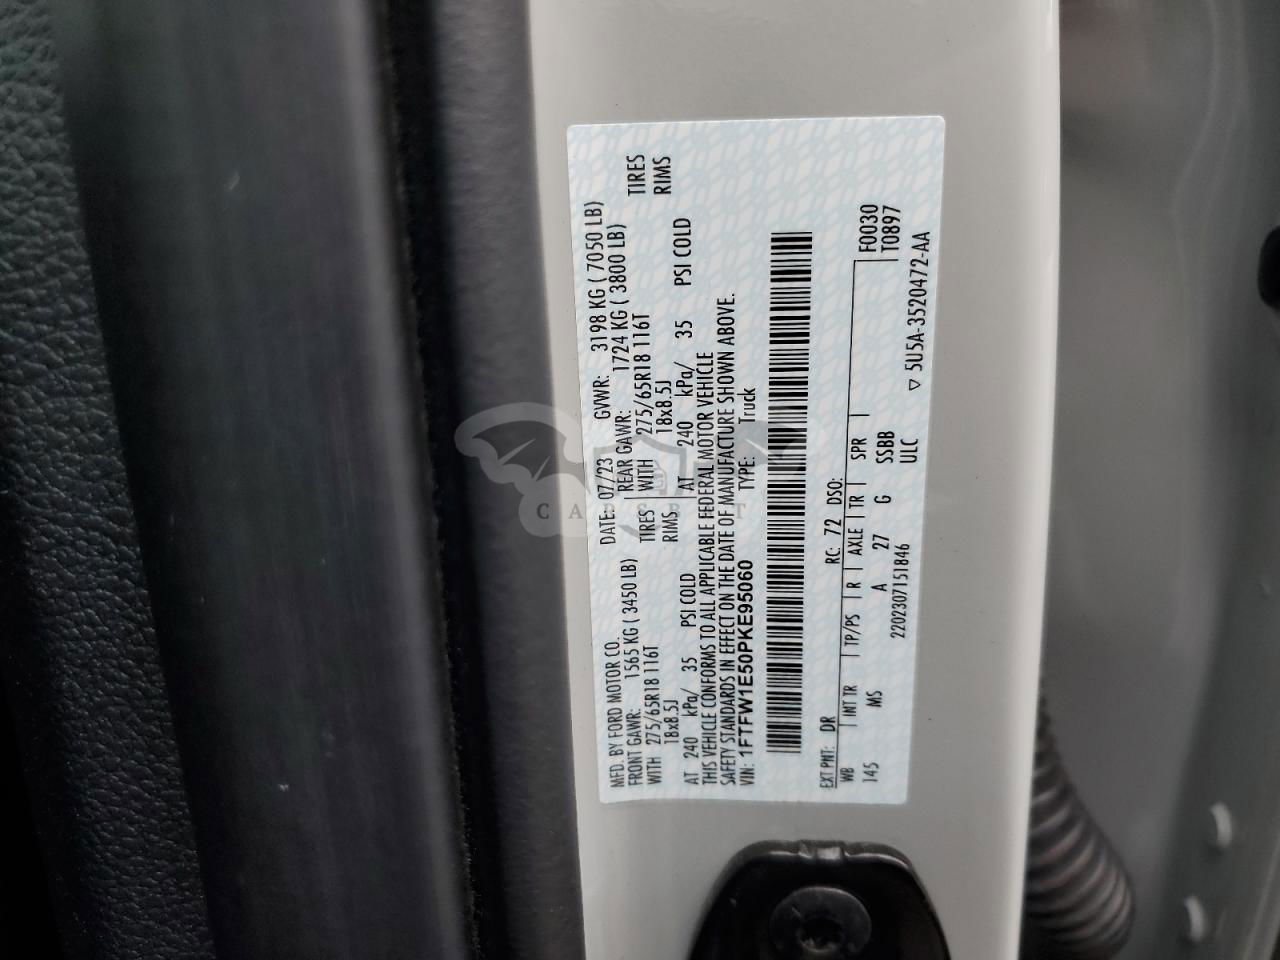 MFD. BY FORD MOTOR CO.
DATE: 07/23 GVWR: 3198 KG ( 7050 LB)
FRONT GAWR: 1565 KG ( 3450 LB) REAR GAWR: 1724 KG ( 3800 LB)
WITH 275/65R18 116T TIRES WITH 275/65R18 116T TIRES
18x8.5J RIMS 18x8.5J RIMS
AT 240 kPa/ 35 PSI COLD AT 240 kPa/ 35 PSI COLD
THIS VEHICLE CONFORMS TO ALL APPLICABLE FEDERAL MOTOR VEHICLE
SAFETY STANDARDS IN EFFECT ON THE DATE OF MANUFACTURE SHOWN ABOVE.
VIN: 1FTFW1E50PKE95060 TYPE: Truck
EXT PNT: DR RC: 72 DSO: F0030
WB INT TR TP/PS R AXLE TR SPR T0897
145 MS A 27 G SSBB
2202307151846 ULC ▽ 5U5A-3520472-AA